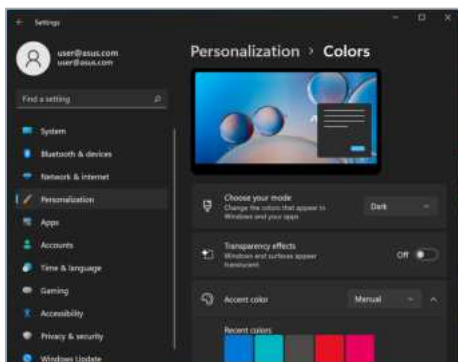 Settings
user@asus.com
user@asus.com
Find a setting
System
Bluetooth & devices
Network & internet
Personalization
Apps
Accounts
Time & language
Gaming
Accessibility
Privacy & security
Windows Update
Personalization > Colors
Choose your mode
Change the colors that appear in
Windows and your apps
Dark
Transparency effects
Windows and surfaces appear
translucent
Off
Accent color
Manual
Recent colors